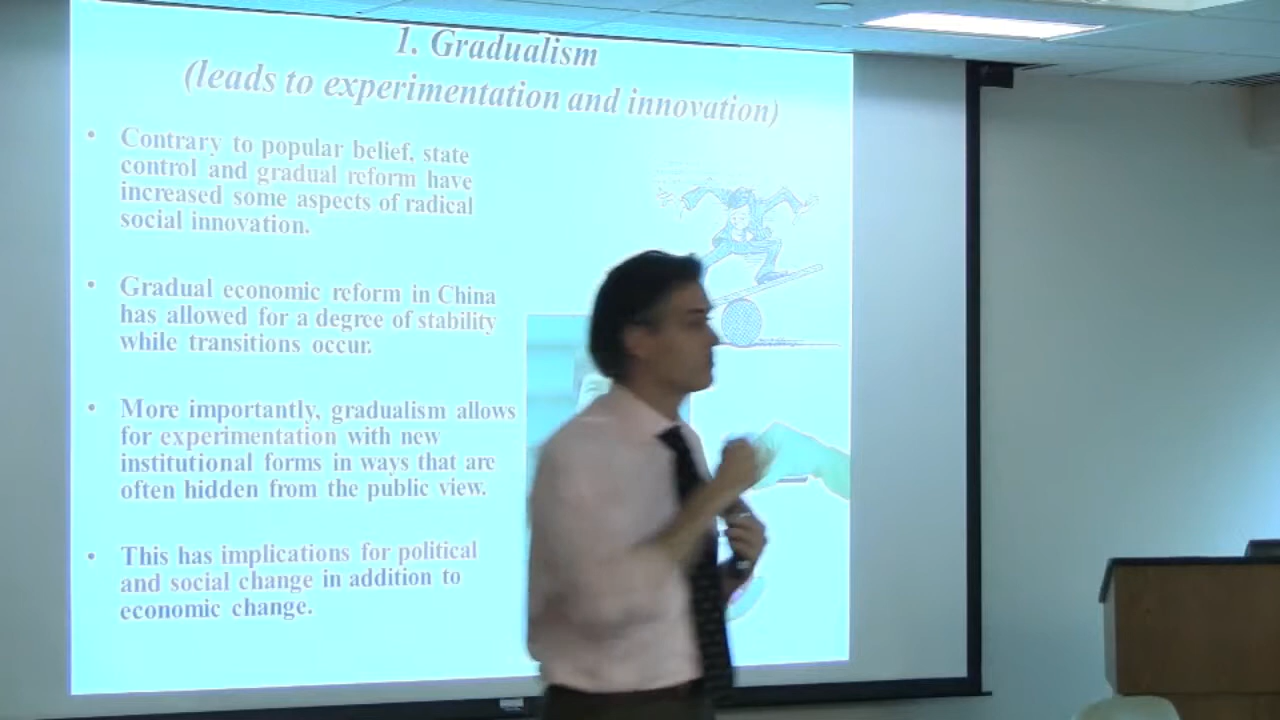 1. Gradualism
(leads to experimentation and innovation)
• Contrary to popular belief, state
control and gradual reform have
increased some aspects of radical
social innovation.
• Gradual economic reform in China
has allowed for a degree of stability
while transitions occur.
• More importantly, gradualism allows
for experimentation with new
institutional forms in ways that are
often hidden from the public view.
• This has implications for political
and social change in addition to
economic change.